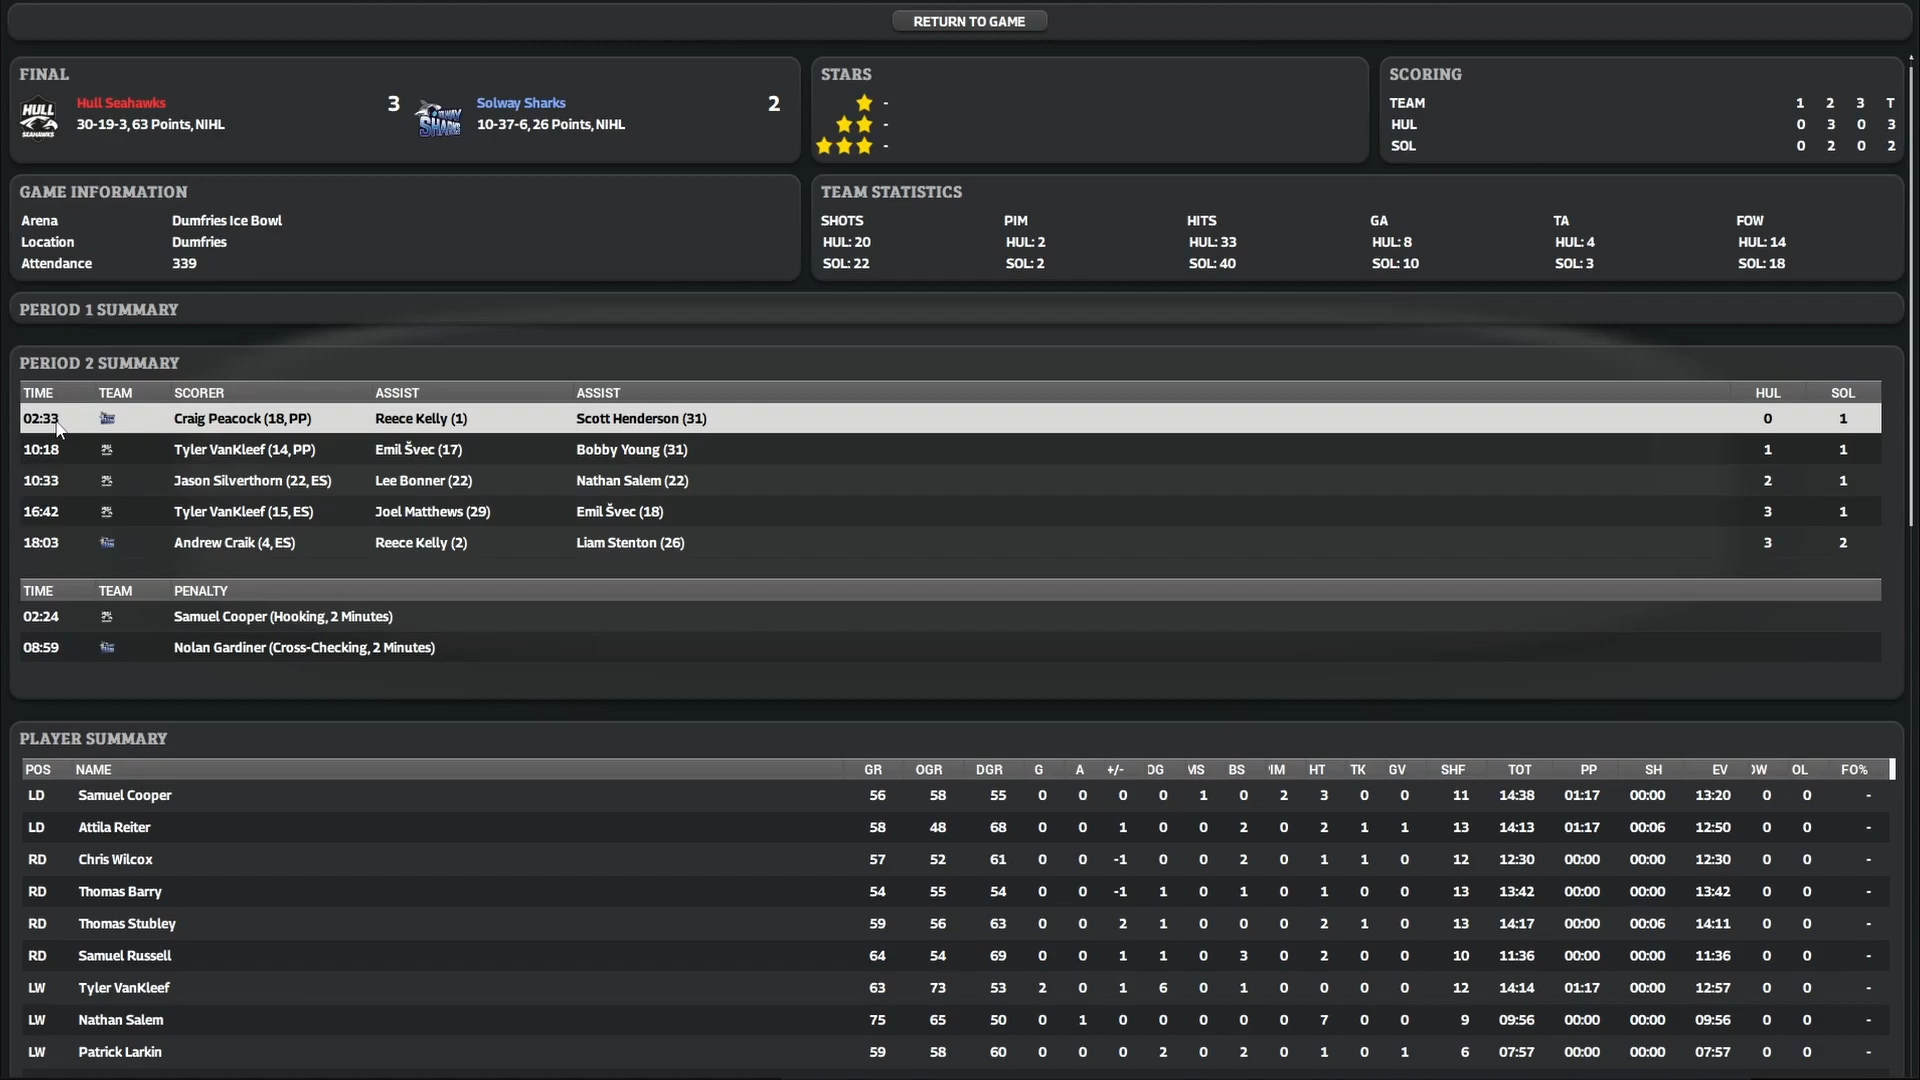 RETURN TO GAME
FINAL
HULL
SEAHAWKS
Hull Seahawks
30-19-3, 63 Points, NIHL
3
SOLWAY
SHARKS
Solway Sharks
10-37-6, 26 Points, NIHL
2
STARS
-
-
-
SCORING
TEAM 1 2 3 T
HUL 0 3 0 3
SOL 0 2 0 2
GAME INFORMATION
Arena Dumfries Ice Bowl
Location Dumfries
Attendance 339
TEAM STATISTICS
SHOTS PIM HITS GA TA FOW
HUL: 20 HUL: 2 HUL: 33 HUL: 8 HUL: 4 HUL: 14
SOL: 22 SOL: 2 SOL: 40 SOL: 10 SOL: 3 SOL: 18
PERIOD 1 SUMMARY
PERIOD 2 SUMMARY
TIME TEAM SCORER ASSIST ASSIST HUL SOL
02:33 Craig Peacock (18, PP) Reece Kelly (1) Scott Henderson (31) 0 1
10:18 Tyler VanKleef (14, PP) Emil Švec (17) Bobby Young (31) 1 1
10:33 Jason Silverthorn (22, ES) Lee Bonner (22) Nathan Salem (22) 2 1
16:42 Tyler VanKleef (15, ES) Joel Matthews (29) Emil Švec (18) 3 1
18:03 Andrew Craik (4, ES) Reece Kelly (2) Liam Stenton (26) 3 2
TIME TEAM PENALTY
02:24 Samuel Cooper (Hooking, 2 Minutes)
08:59 Nolan Gardiner (Cross-Checking, 2 Minutes)
PLAYER SUMMARY
POS NAME GR OGR DGR G A +/- OG MS BS IM HT TK GV SHF TOT PP SH EV OW OL FO%
LD Samuel Cooper 56 58 55 0 0 0 0 1 0 2 3 0 0 11 14:38 01:17 00:00 13:20 0 0 -
LD Attila Reiter 58 48 68 0 0 1 0 0 2 0 2 1 1 13 14:13 01:17 00:06 12:50 0 0 -
RD Chris Wilcox 57 52 61 0 0 -1 0 0 2 0 1 1 0 12 12:30 00:00 00:00 12:30 0 0 -
RD Thomas Barry 54 55 54 0 0 -1 1 0 1 0 1 0 0 13 13:42 00:00 00:00 13:42 0 0 -
RD Thomas Stubley 59 56 63 0 0 2 1 0 0 0 2 1 0 13 14:17 00:00 00:06 14:11 0 0 -
RD Samuel Russell 64 54 69 0 0 1 1 0 3 0 2 0 0 10 11:36 00:00 00:00 11:36 0 0 -
LW Tyler VanKleef 63 73 53 2 0 1 6 0 1 0 0 0 0 12 14:14 01:17 00:00 12:57 0 0 -
LW Nathan Salem 75 65 50 0 1 0 0 0 0 0 7 0 0 9 09:56 00:00 00:00 09:56 0 0 -
LW Patrick Larkin 59 58 60 0 0 0 2 0 2 0 1 0 1 6 07:57 00:00 00:00 07:57 0 0 -